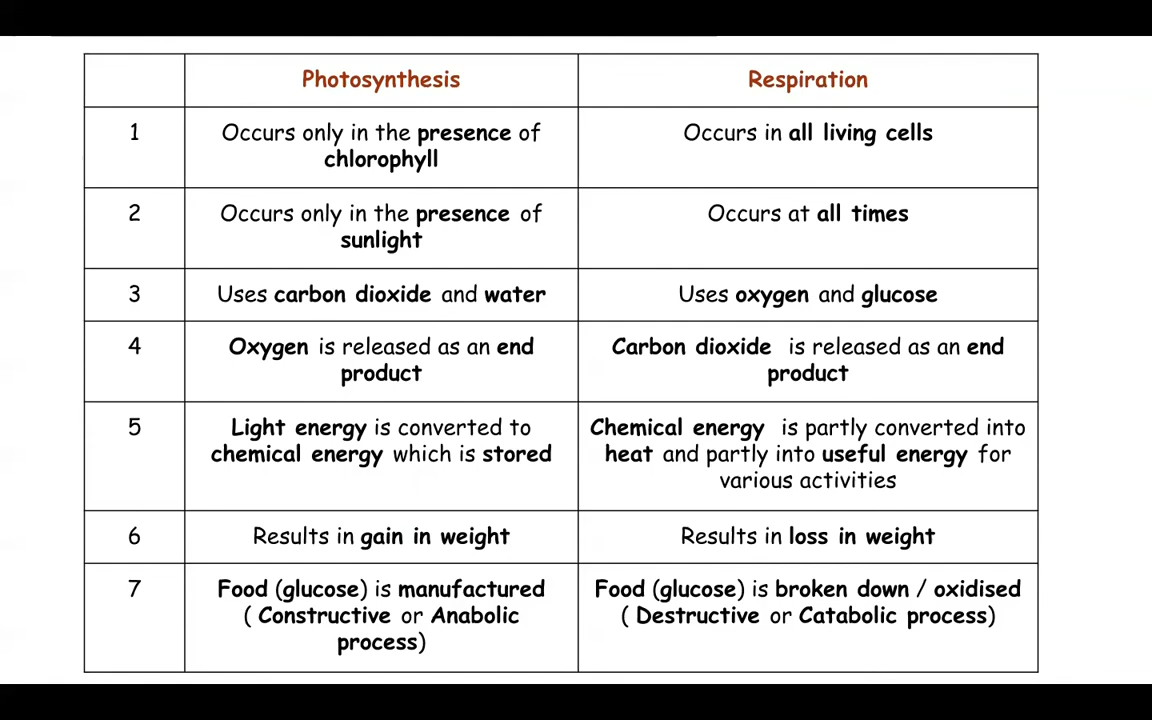 Photosynthesis
Respiration
1
Occurs only in the presence of
chlorophyll
Occurs in all living cells
2
Occurs only in the presence of
sunlight
Occurs at all times
3
Uses carbon dioxide and water
Uses oxygen and glucose
4
Oxygen is released as an end
product
Carbon dioxide is released as an end
product
5
Light energy is converted to
chemical energy which is stored
Chemical energy is partly converted into
heat and partly into useful energy for
various activities
6
Results in gain in weight
Results in loss in weight
7
Food (glucose) is manufactured
( Constructive or Anabolic
process)
Food (glucose) is broken down / oxidised
( Destructive or Catabolic process)